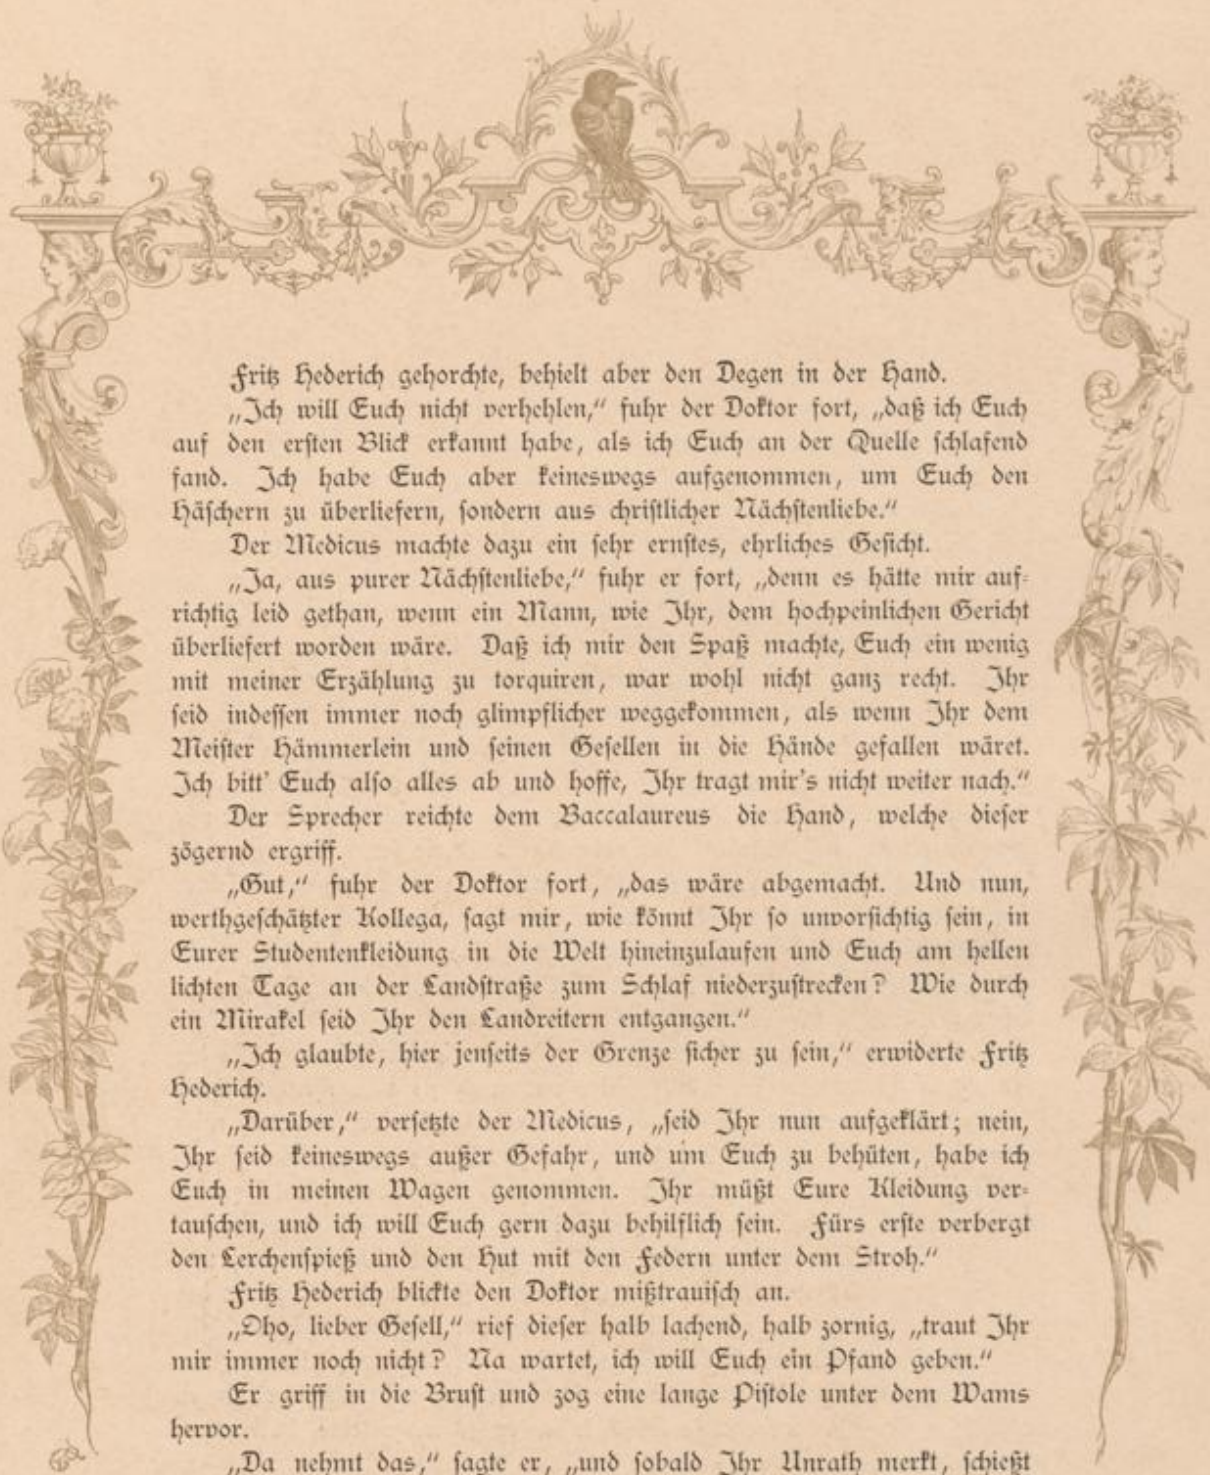 Fritz Hederich gehorchte, behielt aber den Degen in der Hand.
„Ich will Euch nicht verhehlen,“ fuhr der Doktor fort, „daß ich Euch
auf den ersten Blick erkannt habe, als ich Euch an der Quelle schlafend
fand. Ich habe Euch aber keineswegs aufgenommen, um Euch den
Häschern zu überliefern, sondern aus christlicher Nächstenliebe.“
Der Medicus machte dazu ein sehr ernstes, ehrliches Gesicht.
„Ja, aus purer Nächstenliebe,“ fuhr er fort, „denn es hätte mir auf-
richtig leid gethan, wenn ein Mann, wie Ihr, dem hochpeinlichen Gericht
überliefert worden wäre. Daß ich mir den Spaß machte, Euch ein wenig
mit meiner Erzählung zu torquiren, war wohl nicht ganz recht. Ihr
seid indessen immer noch glimpflicher weggekommen, als wenn Ihr dem
Meister Hämmerlein und seinen Gesellen in die Hände gefallen wäret.
Ich bitt' Euch also alles ab und hoffe, Ihr tragt mir's nicht weiter nach.“
Der Sprecher reichte dem Baccalaureus die Hand, welche dieser
zögernd ergriff.
„Gut,“ fuhr der Doktor fort, „das wäre abgemacht. Und nun,
werthgeschätzter Kollega, sagt mir, wie könnt Ihr so unvorsichtig sein, in
Eurer Studentenkleidung in die Welt hineinzulaufen und Euch am hellen
lichten Tage an der Landstraße zum Schlaf niederzustrecken? Wie durch
ein Mirakel seid Ihr den Landreitern entgangen.“
„Ich glaubte, hier jenseits der Grenze sicher zu sein,“ erwiderte Fritz
Hederich.
„Darüber,“ versetzte der Medicus, „seid Ihr nun aufgeklärt; nein,
Ihr seid keineswegs außer Gefahr, und um Euch zu behüten, habe ich
Euch in meinen Wagen genommen. Ihr müßt Eure Kleidung ver-
tauschen, und ich will Euch gern dazu behilflich sein. Fürs erste verbergt
den Lerchenspieß und den Hut mit den Federn unter dem Stroh.“
Fritz Hederich blickte den Doktor mißtrauisch an.
„Oho, lieber Gesell,“ rief dieser halb lachend, halb zornig, „traut Ihr
mir immer noch nicht? Na wartet, ich will Euch ein Pfand geben.“
Er griff in die Brust und zog eine lange Pistole unter dem Wams
hervor.
„Da nehmt das,“ sagte er, „und sobald Ihr Unrath merkt, schießt